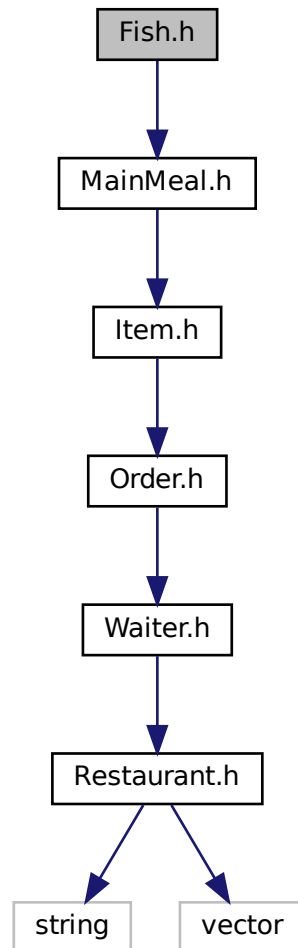 Fish.h
MainMeal.h
Item.h
Order.h
Waiter.h
Restaurant.h
string
vector